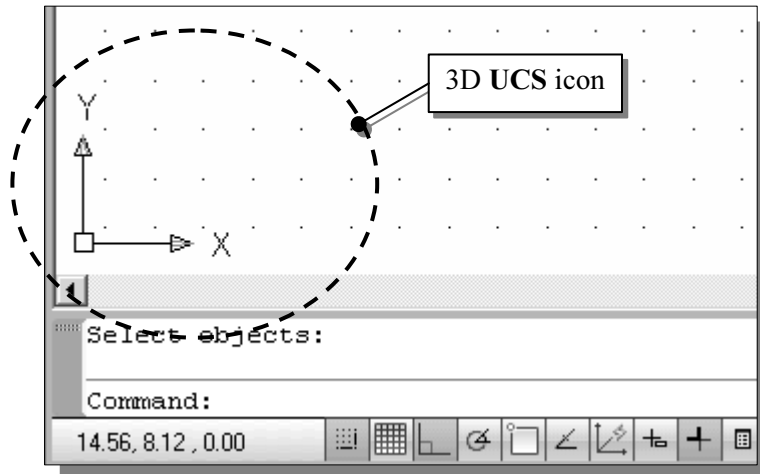 3D UCS icon
Y
X
Select objects:
Command:
14.56, 8.12 , 0.00